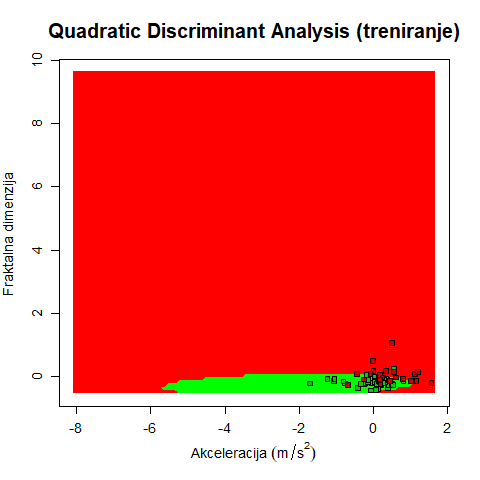 Quadratic Discriminant Analysis (treniranje)
Fraktalna dimenzija
10
8
6
4
2
0
-8 -6 -4 -2 0 2
Akceleracija (m/s²)